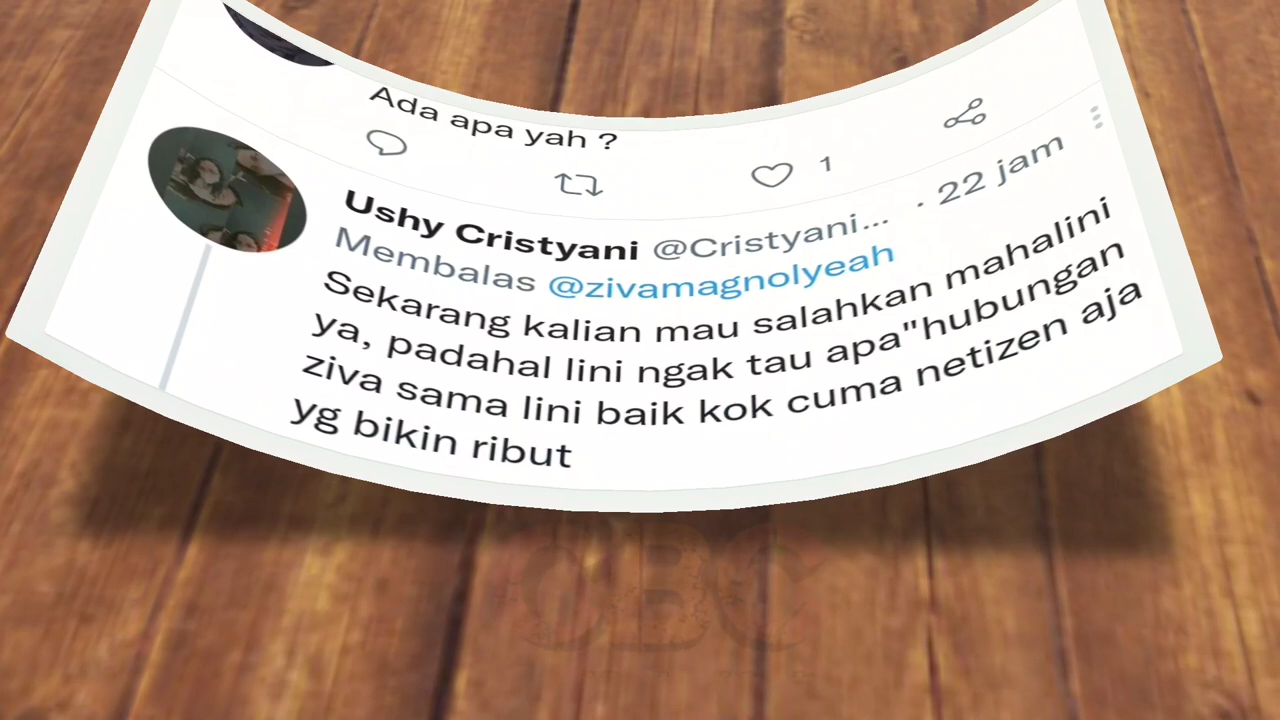 Ada apa yah ?
1
Ushy Cristyani @Cristyani... . 22 jam
Membalas @zivamagnolyeah
Sekarang kalian mau salahkan mahalini
ya, padahal lini ngak tau apa"hubungan
ziva sama lini baik kok cuma netizen aja
yg bikin ribut
CBC